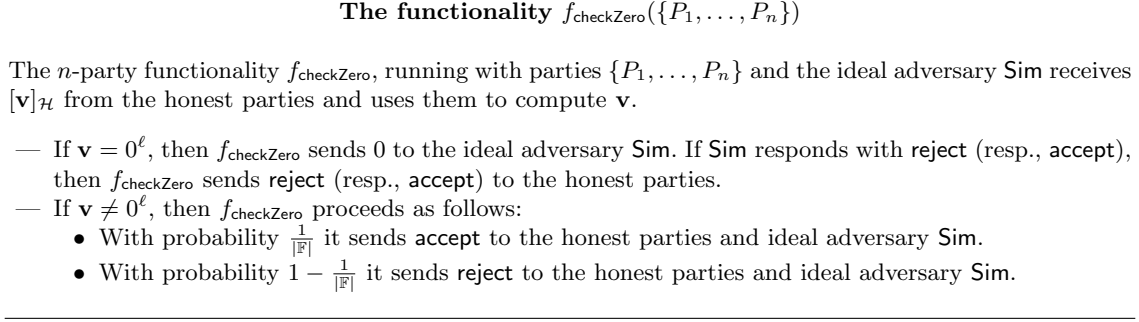 The functionality f_checkZero({P_1, . . . , P_n})
The n-party functionality f_checkZero, running with parties {P_1, . . . , P_n} and the ideal adversary Sim receives
[v]_ℋ from the honest parties and uses them to compute v.
— If v = 0^ℓ, then f_checkZero sends 0 to the ideal adversary Sim. If Sim responds with reject (resp., accept),
then f_checkZero sends reject (resp., accept) to the honest parties.
— If v ≠ 0^ℓ, then f_checkZero proceeds as follows:
• With probability 1/|𝔽| it sends accept to the honest parties and ideal adversary Sim.
• With probability 1 − 1/|𝔽| it sends reject to the honest parties and ideal adversary Sim.